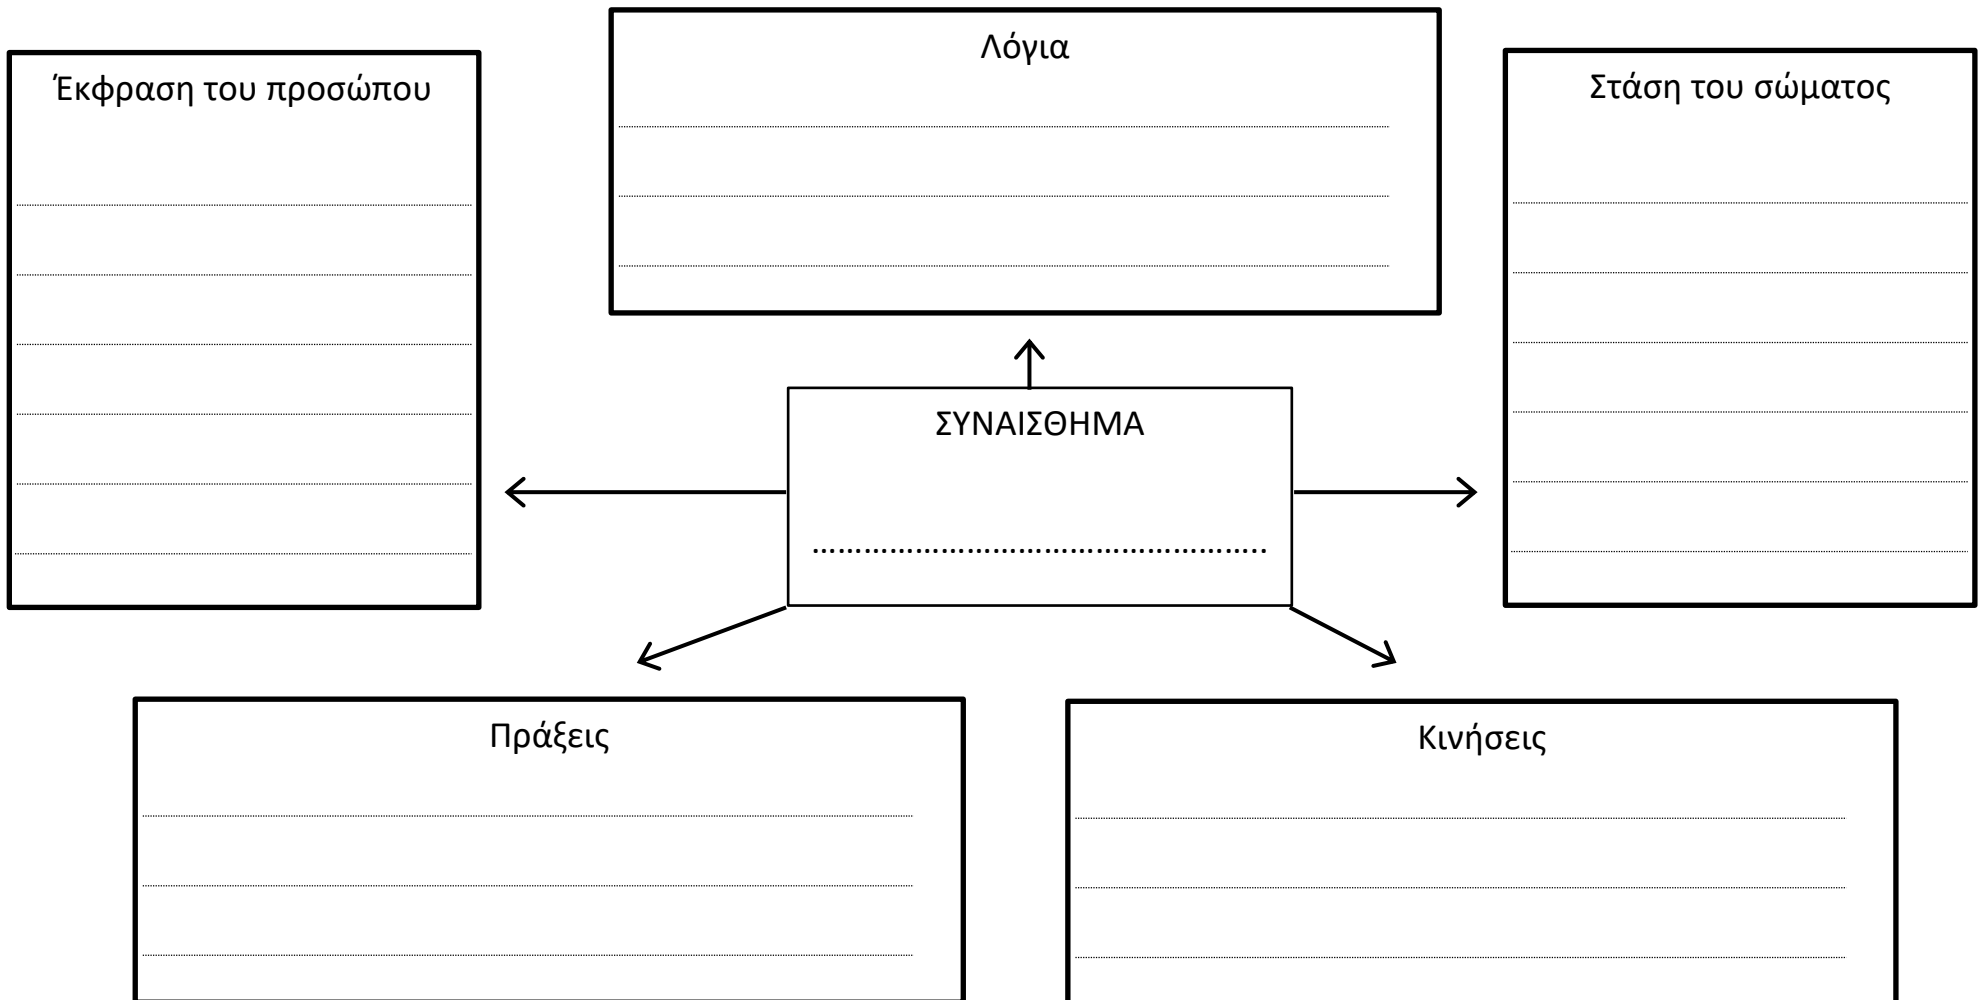 Λόγια
Έκφραση του προσώπου
Στάση του σώματος
ΣΥΝΑΙΣΘΗΜΑ
……………………………………………
Πράξεις
Κινήσεις